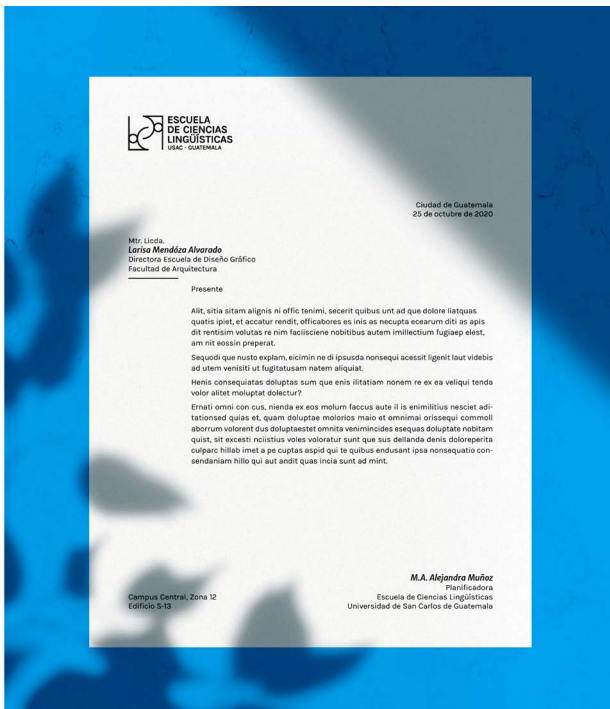 ESCUELA
DE CIENCIAS
LINGÜÍSTICAS
USAC - GUATEMALA
Ciudad de Guatemala
25 de octubre de 2020
Mtr. Licda.
Larisa Mendóza Alvarado
Directora Escuela de Diseño Gráfico
Facultad de Arquitectura
Presente
Alit, sitia sitam alignis ni offic tenimi, secerit quibus unt ad que dolore liatquas
quatis ipiet, et accatur rendit, officabores es inis as necupta ecearum diti as apis
dit rentisim volutas re nim faciisciene nobitibus autem imillectium fugiaep elest,
am nit eossin preperat.
Sequodi que nusto explam, eicimin ne di ipsusda nonsequi acessit ligenit laut videbis
ad utem venisiti ut fugitatusam natem aliquiat.
Henis consequiatas doluptas sum que enis ilitatiam nonem re ex ea veliqui tenda
volor alitet moluptat dolectur?
Ernati omni con cus, nienda ex eos molum faccus aute il is enimilitius nesciet adi-
tationsed quias et, quam doluptae molorios maio et omnimai orissequi commoll
aborrum volorent dus doluptaestet omnita venimincides esequas doluptate nobitam
quist, sit excesti nciistius voles voloratur sunt que sus dellanda denis doloreperita
culparc hillab imet a pe cuptas aspid qui te quibus endusant ipsa nonsequatio con-
sendaniam hillo qui aut andit quas incia sunt ad mint.
M.A. Alejandra Muñoz
Planificadora
Escuela de Ciencias Lingüísticas
Universidad de San Carlos de Guatemala
Campus Central, Zona 12
Edificio S-13